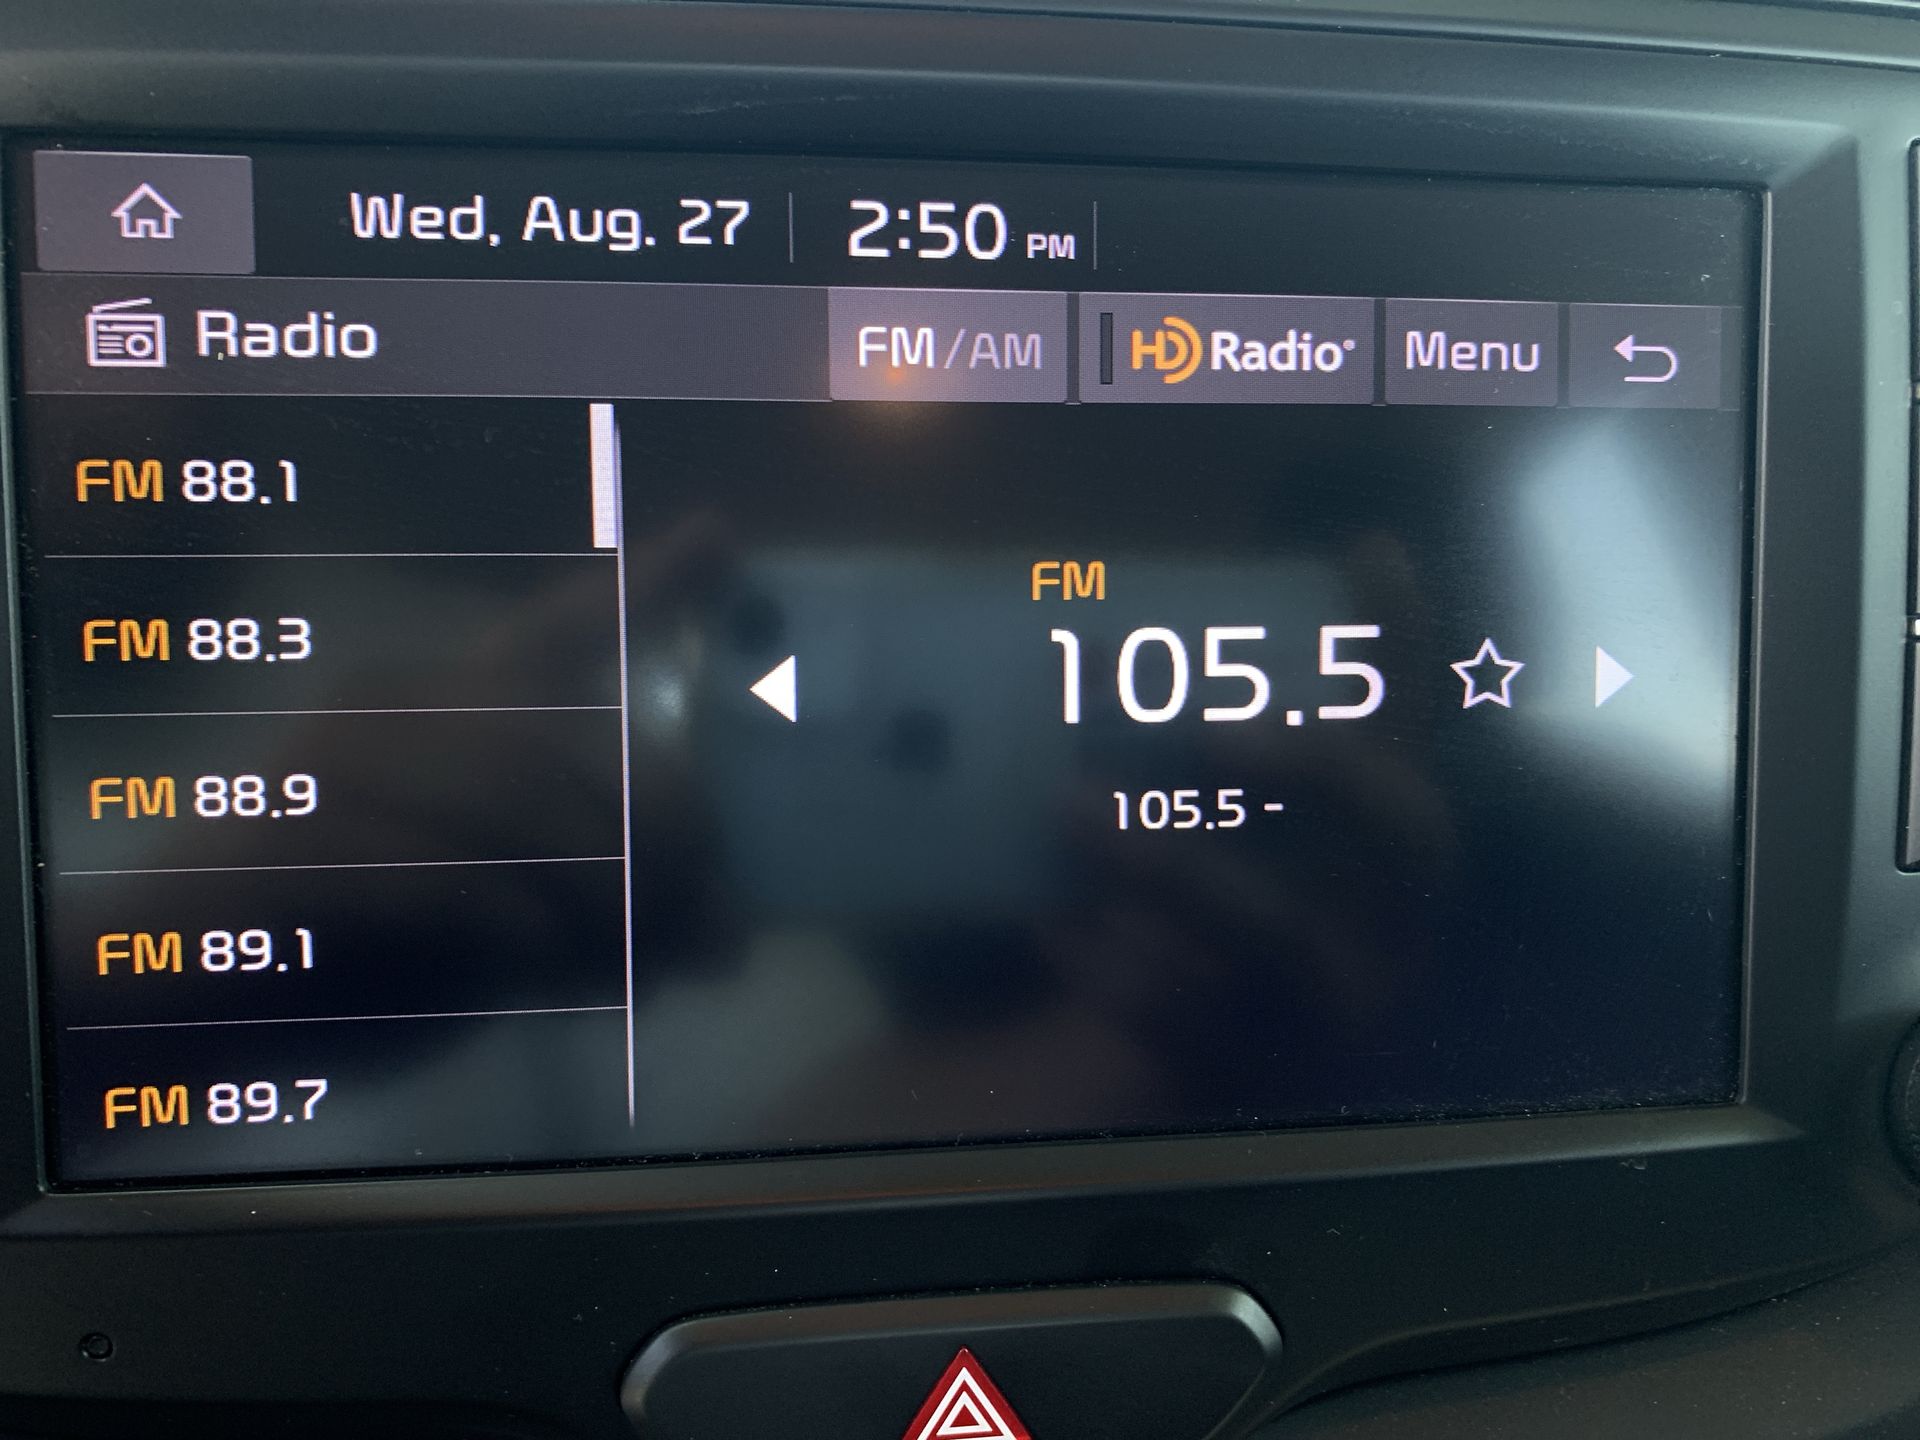 Wed, Aug. 27 2:50 PM
Radio FM/AM HD Radio® Menu
FM 88.1
FM 88.3
FM 88.9
FM 89.1
FM 89.7
FM
105.5
105.5 -